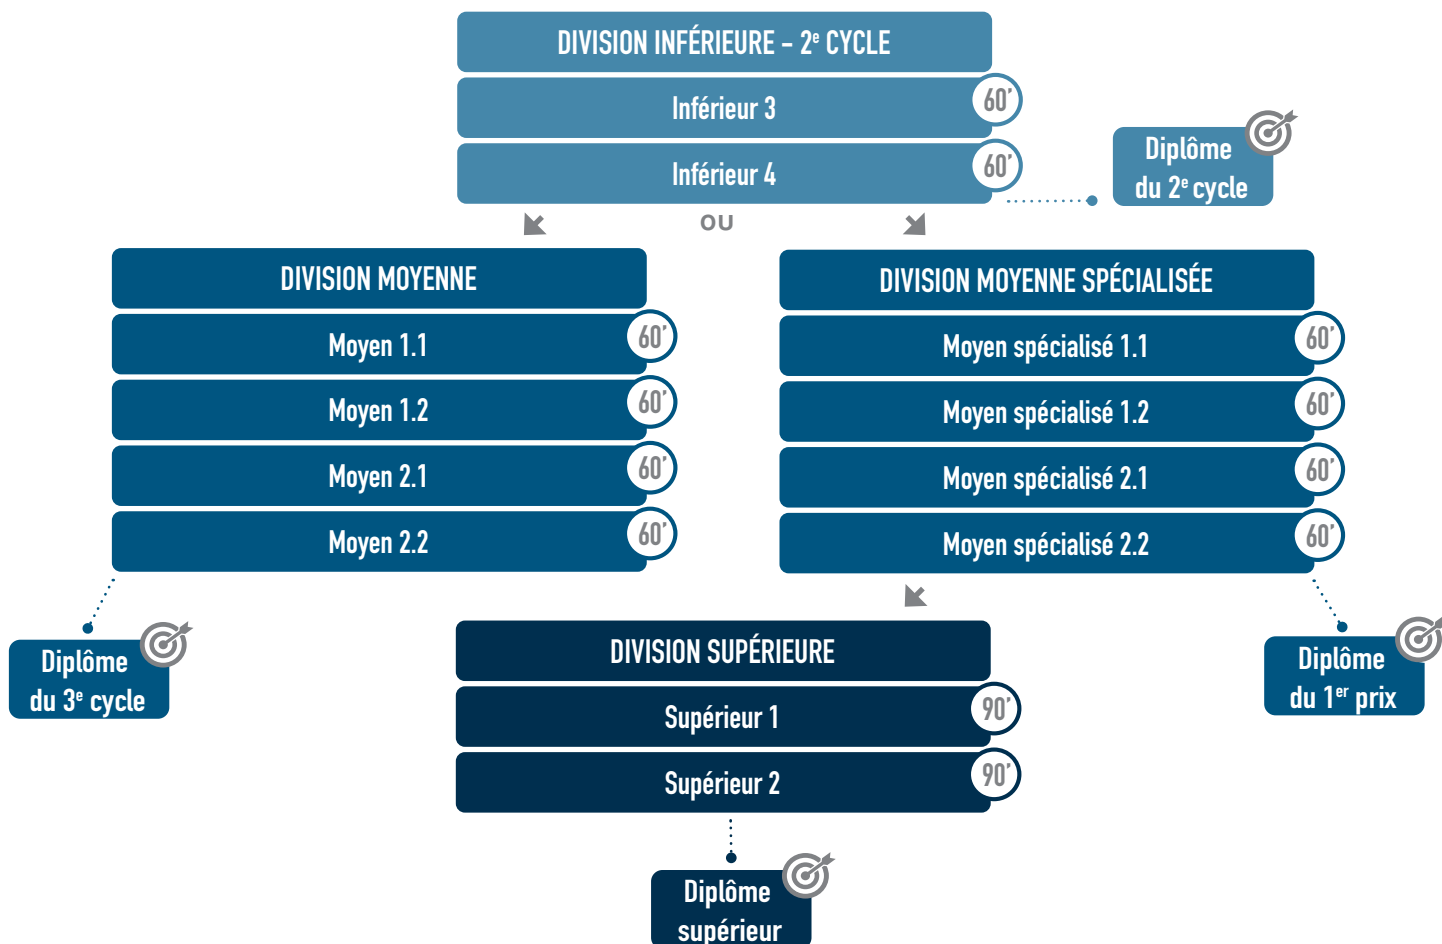 DIVISION INFÉRIEURE – 2e CYCLE
Inférieur 3
60’
Inférieur 4
60’
Diplôme
du 2e cycle
OU
DIVISION MOYENNE
Moyen 1.1
60’
Moyen 1.2
60’
Moyen 2.1
60’
Moyen 2.2
60’
Diplôme
du 3e cycle
DIVISION MOYENNE SPÉCIALISÉE
Moyen spécialisé 1.1
60’
Moyen spécialisé 1.2
60’
Moyen spécialisé 2.1
60’
Moyen spécialisé 2.2
60’
Diplôme
du 1er prix
DIVISION SUPÉRIEURE
Supérieur 1
90’
Supérieur 2
90’
Diplôme
supérieur